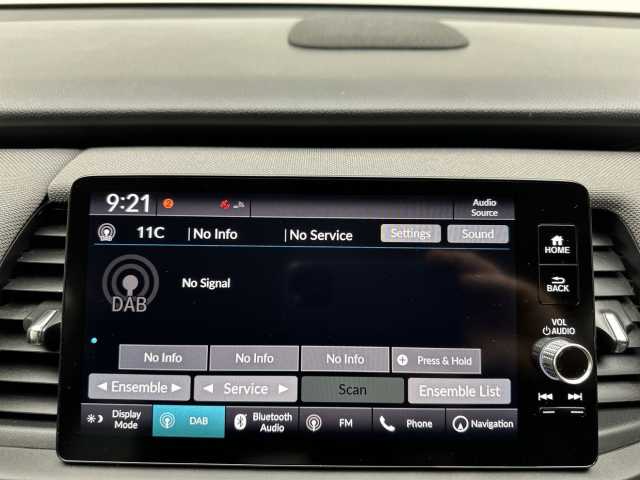 9:21 2 Audio
Source
11C | No Info | No Service Settings Sound
HOME
DAB No Signal
BACK
VOL
AUDIO
No Info No Info No Info + Press & Hold
◄ Ensemble ► ◄ Service ► Scan Ensemble List
Display
Mode DAB Bluetooth
Audio FM Phone Navigation